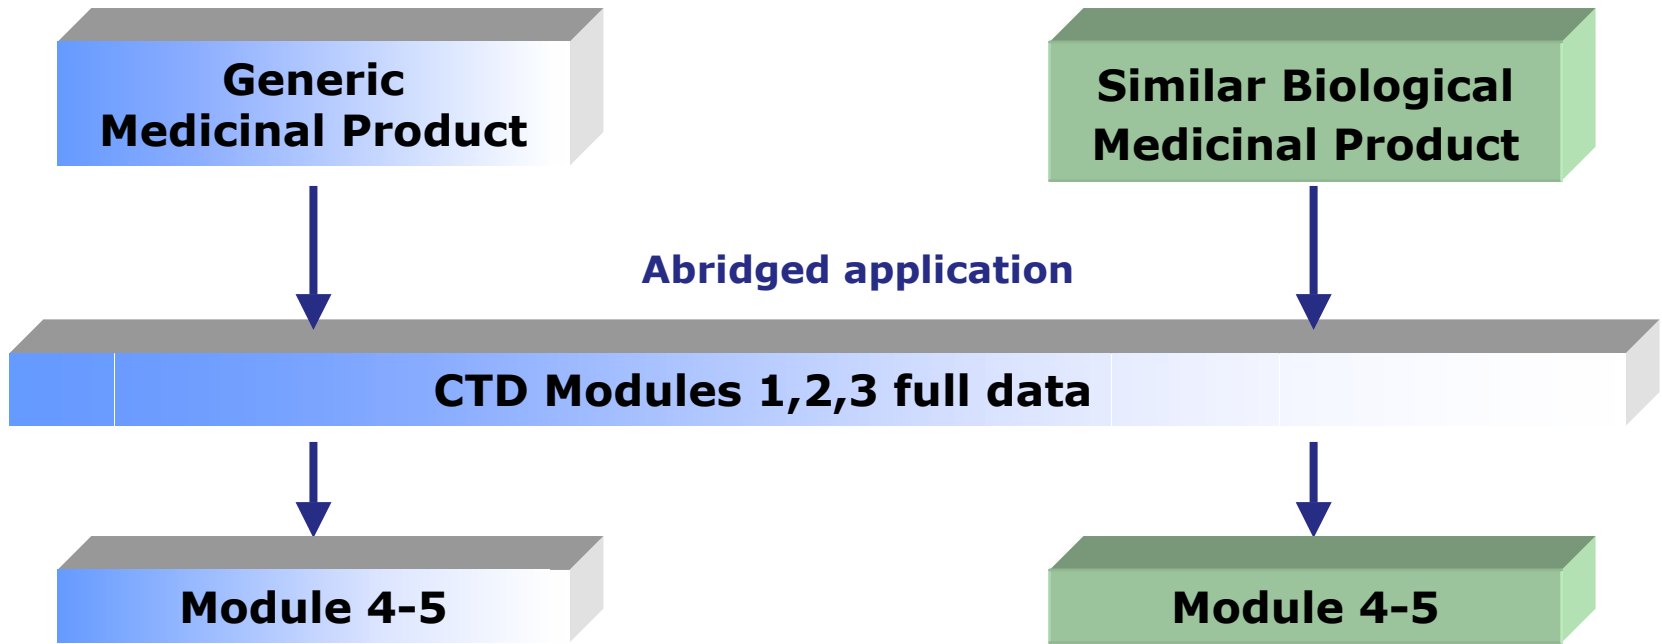 Generic
Medicinal Product
Similar Biological
Medicinal Product
Abridged application
CTD Modules 1,2,3 full data
Module 4-5
Module 4-5